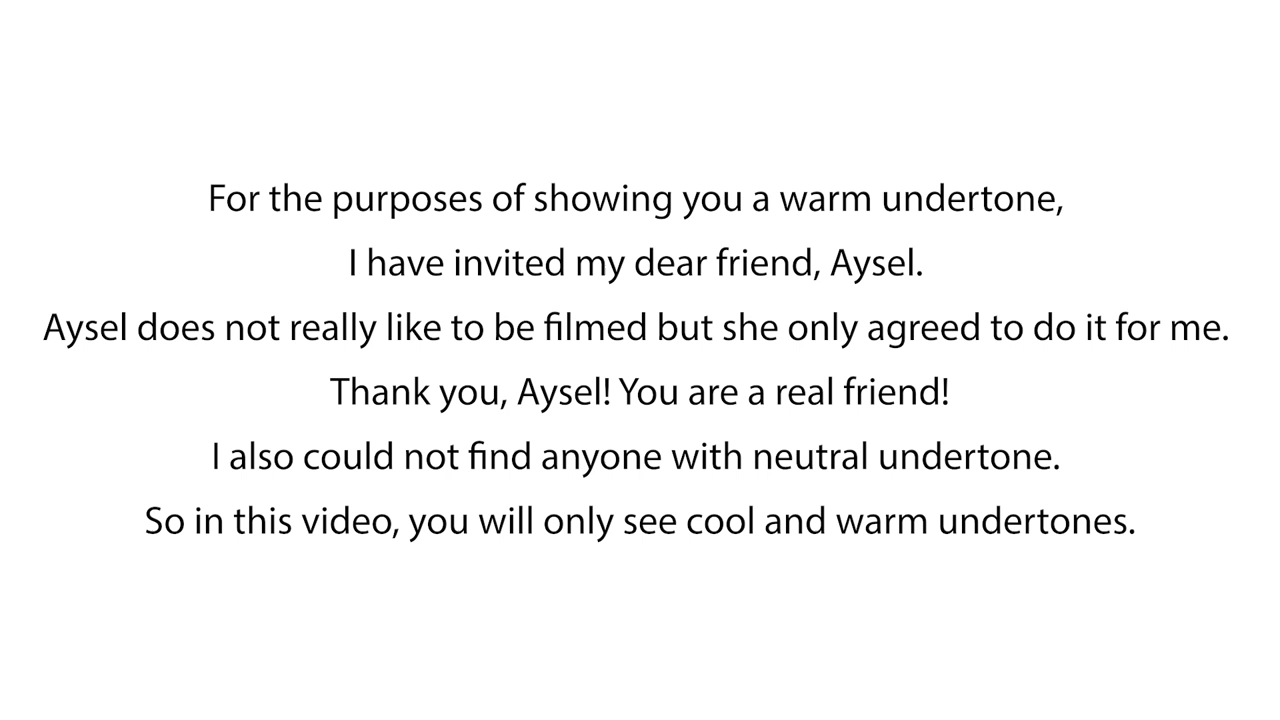 For the purposes of showing you a warm undertone,
I have invited my dear friend, Aysel.
Aysel does not really like to be filmed but she only agreed to do it for me.
Thank you, Aysel! You are a real friend!
I also could not find anyone with neutral undertone.
So in this video, you will only see cool and warm undertones.